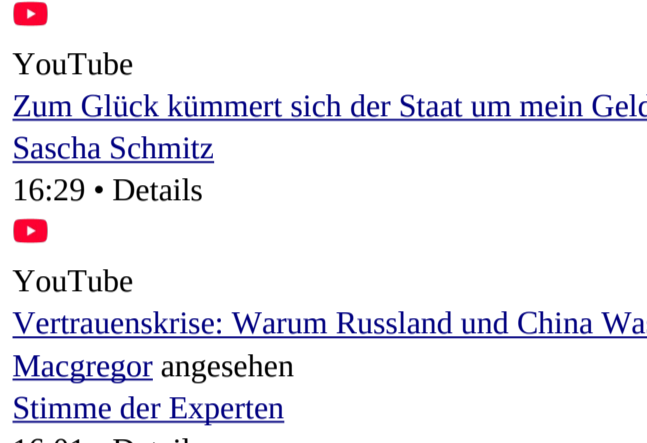 YouTube
Zum Glück kümmert sich der Staat um mein Geld
Sascha Schmitz
16:29 • Details
YouTube
Vertrauenskrise: Warum Russland und China
Macgregor angesehen
Stimme der Experten